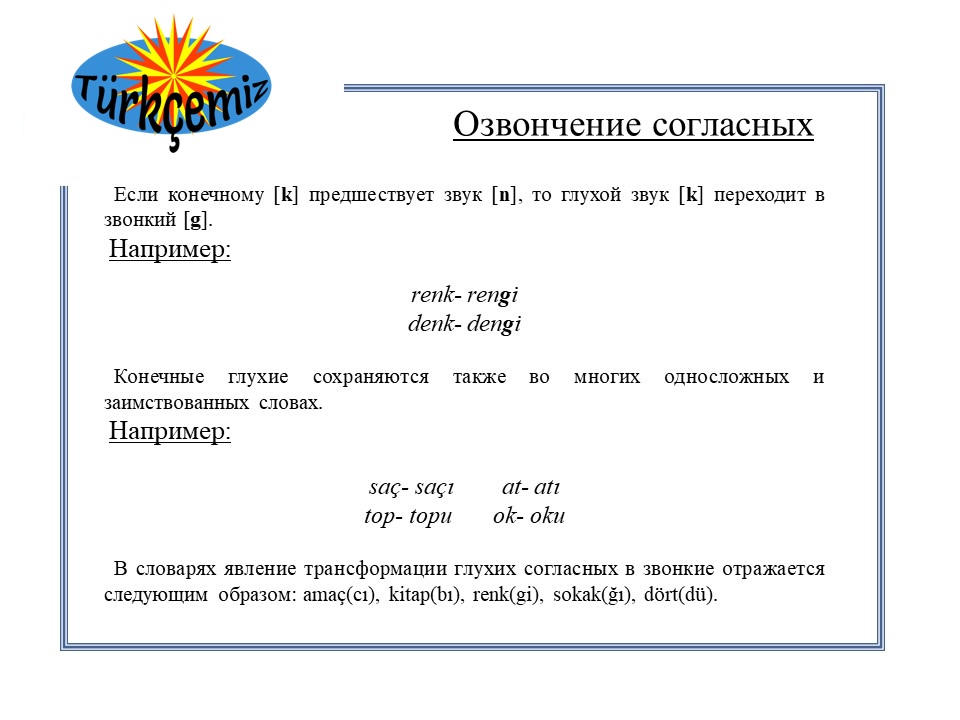 Türkçemiz
Озвончение согласных
Если конечному [k] предшествует звук [n], то глухой звук [k] переходит в
звонкий [g].
Например:
renk- rengi
denk- dengi
Конечные глухие сохраняются также во многих односложных и
заимствованных словах.
Например:
saç- saçı at- atı
top- topu ok- oku
В словарях явление трансформации глухих согласных в звонкие отражается
следующим образом: amaç(cı), kitap(bı), renk(gi), sokak(ğı), dört(dü).